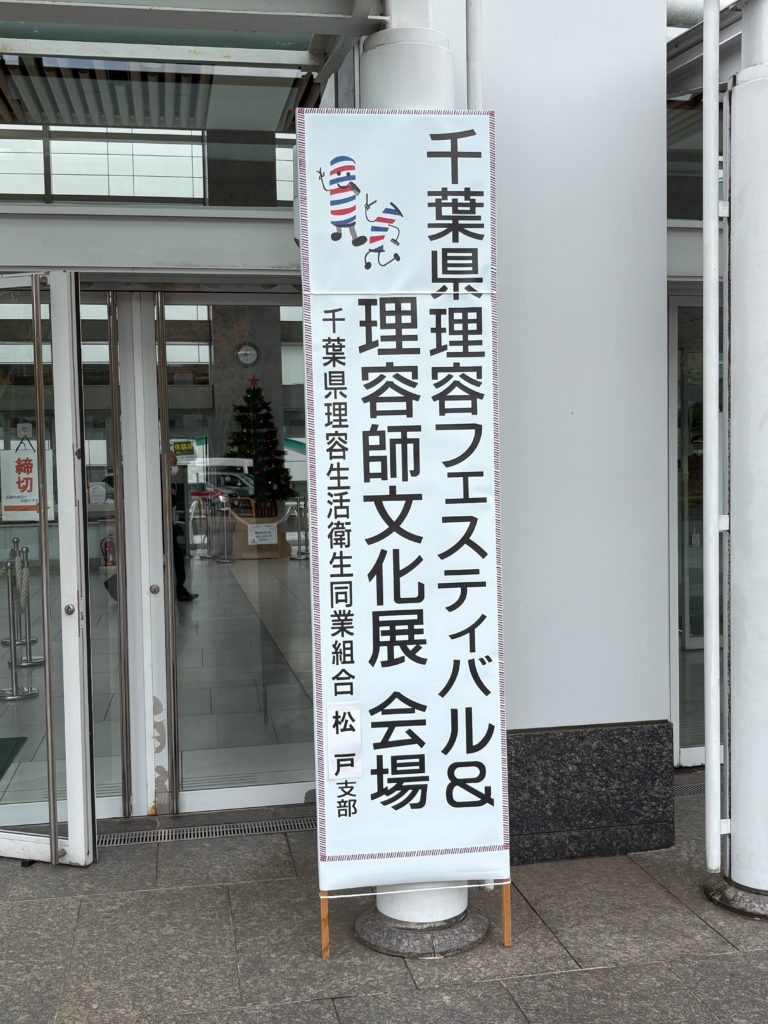 千葉県理容フェスティバル&
理容師文化展 会場
千葉県理容生活衛生同業組合 松戸支部
締切